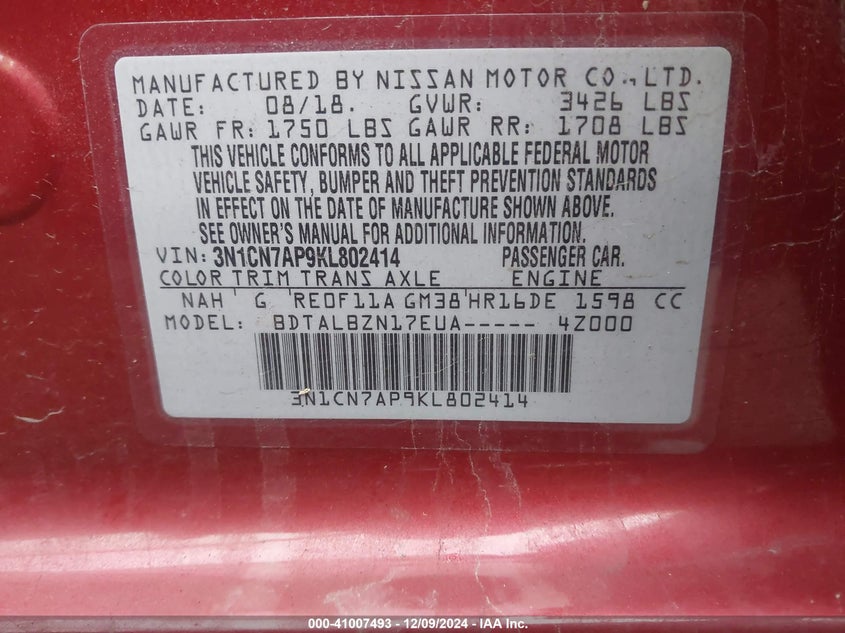 MANUFACTURED BY NISSAN MOTOR CO., LTD.
DATE: 08/18. GVWR: 3426 LBS
GAWR FR: 1750 LBS GAWR RR: 1708 LBS
THIS VEHICLE CONFORMS TO ALL APPLICABLE FEDERAL MOTOR
VEHICLE SAFETY, BUMPER AND THEFT PREVENTION STANDARDS
IN EFFECT ON THE DATE OF MANUFACTURE SHOWN ABOVE.
SEE OWNER'S MANUAL FOR ADDITIONAL INFORMATION.
VIN: 3N1CN7AP9KL802414 PASSENGER CAR.
COLOR TRIM TRANS AXLE ENGINE
NAH G RE0F11A GM38 HR16DE 1598 CC
MODEL: BDTALBZN17EUA----- 4Z000
3N1CN7AP9KL802414
000-41007493 - 12/09/2024 - IAA Inc.